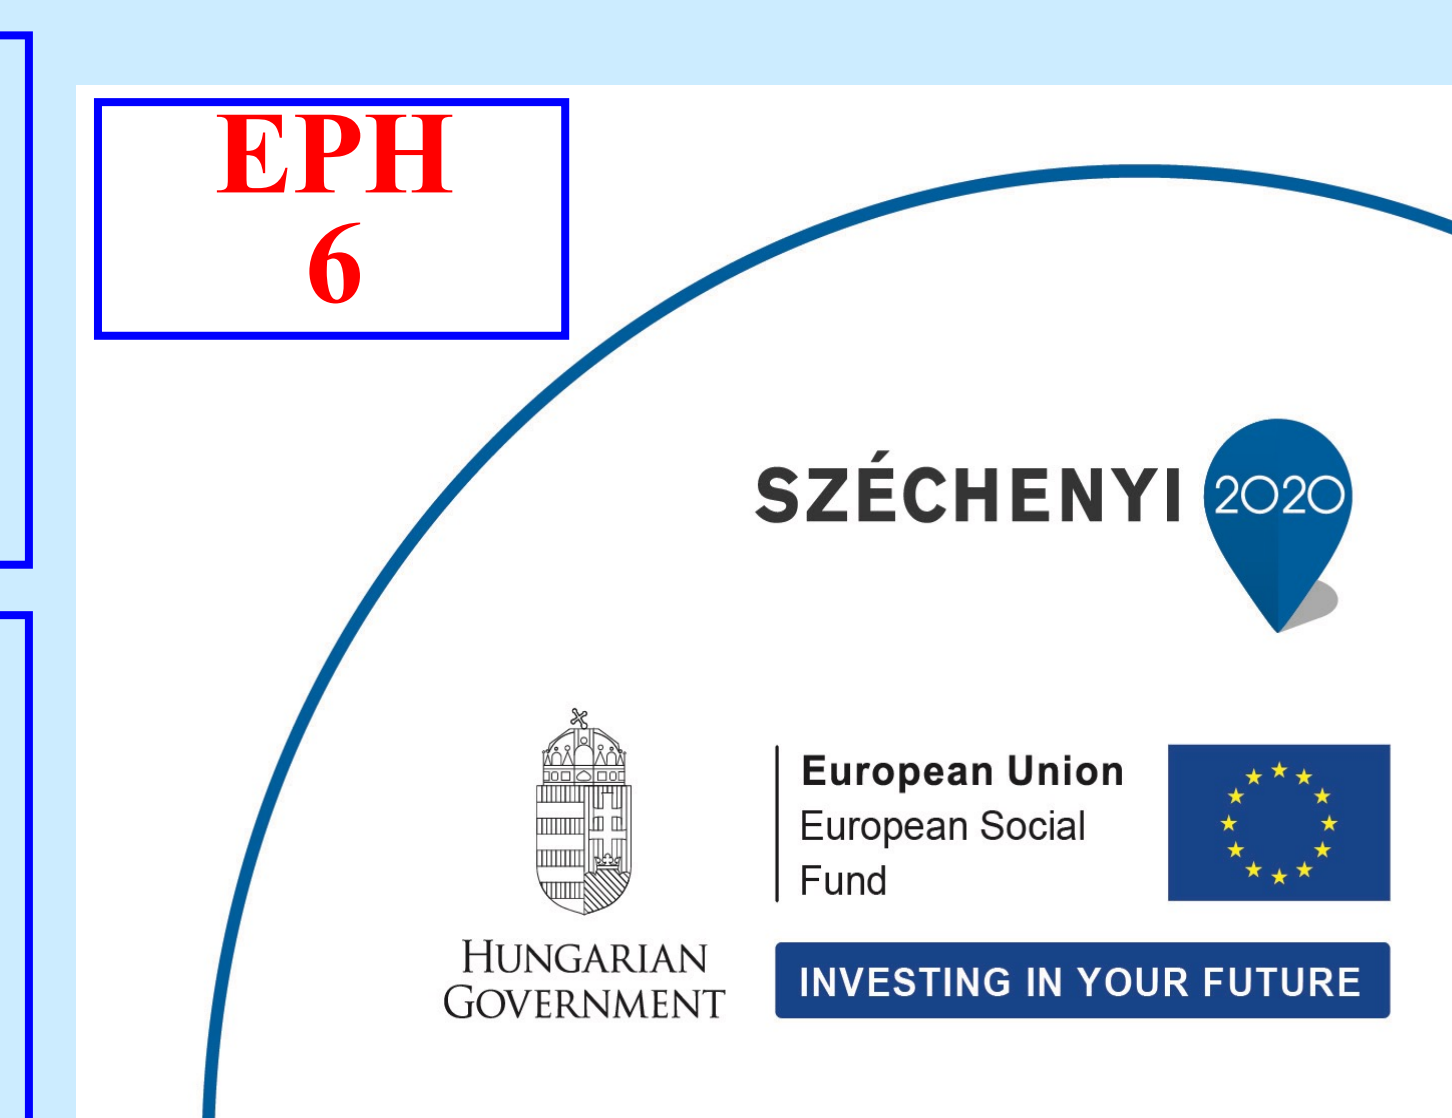 EPH
6
SZÉCHENYI 2020
European Union
European Social
Fund
HUNGARIAN
GOVERNMENT
INVESTING IN YOUR FUTURE